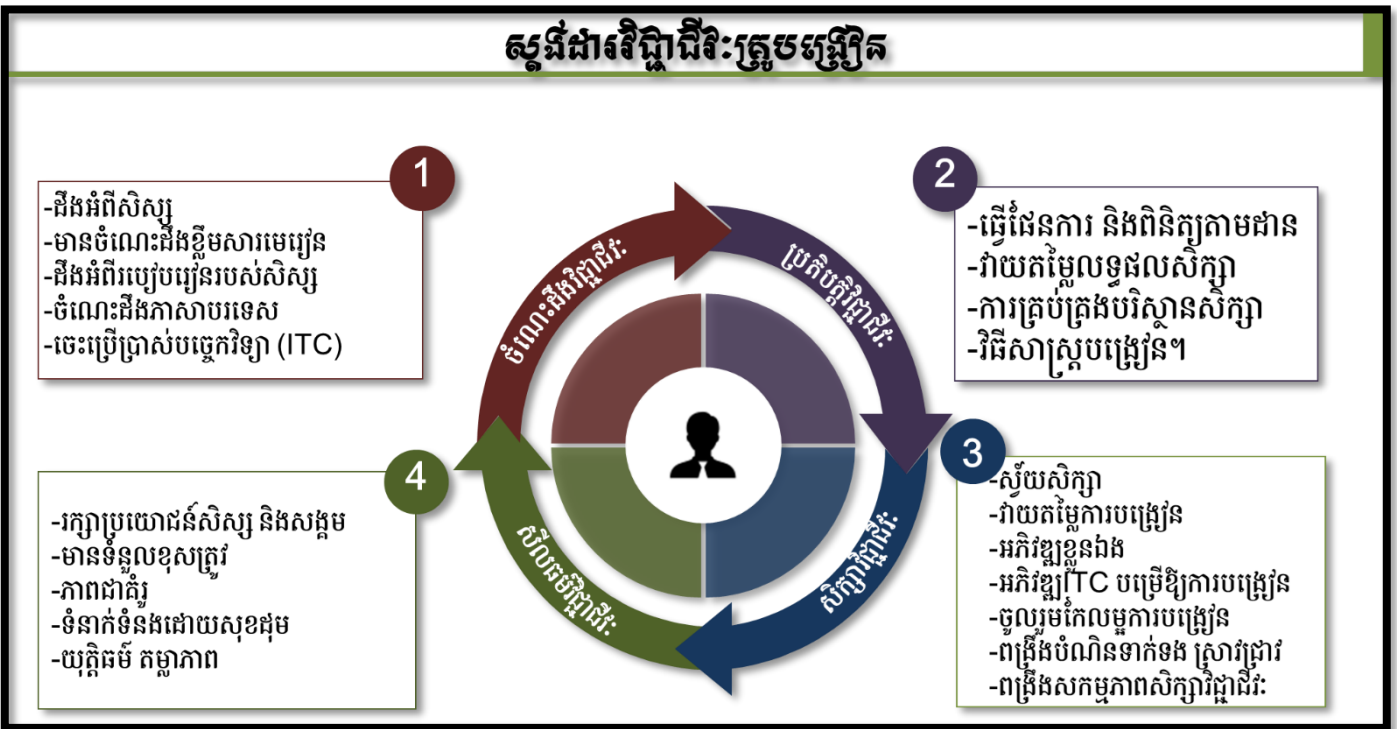 ស្តង់ដារវិជ្ជាជីវៈគ្រូបង្រៀន
1
-ដឹងអំពីសិស្ស
-មានចំណេះដឹងខ្លឹមសារមេរៀន
-ដឹងអំពីរបៀបរៀនរបស់សិស្ស
-ចំណេះដឹងភាសាបរទេស
-ចេះប្រើប្រាស់បច្ចេកវិទ្យា (ITC)
ចំណេះដឹងវិជ្ជាជីវៈ
2
-ធ្វើផែនការ និងពិនិត្យតាមដាន
-វាយតម្លៃលទ្ធផលសិក្សា
-ការគ្រប់គ្រងបរិស្ថានសិក្សា
-វិធីសាស្ត្របង្រៀន។
ប្រតិបត្តិវិជ្ជាជីវៈ
3
-ស្វ័យសិក្សា
-វាយតម្លៃការបង្រៀន
-អភិវឌ្ឍខ្លួនឯង
-អភិវឌ្ឍITC បម្រើឱ្យការបង្រៀន
-ចូលរួមកែលម្អការបង្រៀន
-ពង្រឹងបំណិនទាក់ទង ស្រាវជ្រាវ
-ពង្រឹងសកម្មភាពសិក្សាវិជ្ជាជីវៈ
សិក្សាវិជ្ជាជីវៈ
4
-រក្សាប្រយោជន៍សិស្ស និងសង្គម
-មានទំនួលខុសត្រូវ
-ភាពជាគំរូ
-ទំនាក់ទំនងដោយសុខដុម
-យុត្តិធម៍ តម្លាភាព
សីលធម៌វិជ្ជាជីវៈ